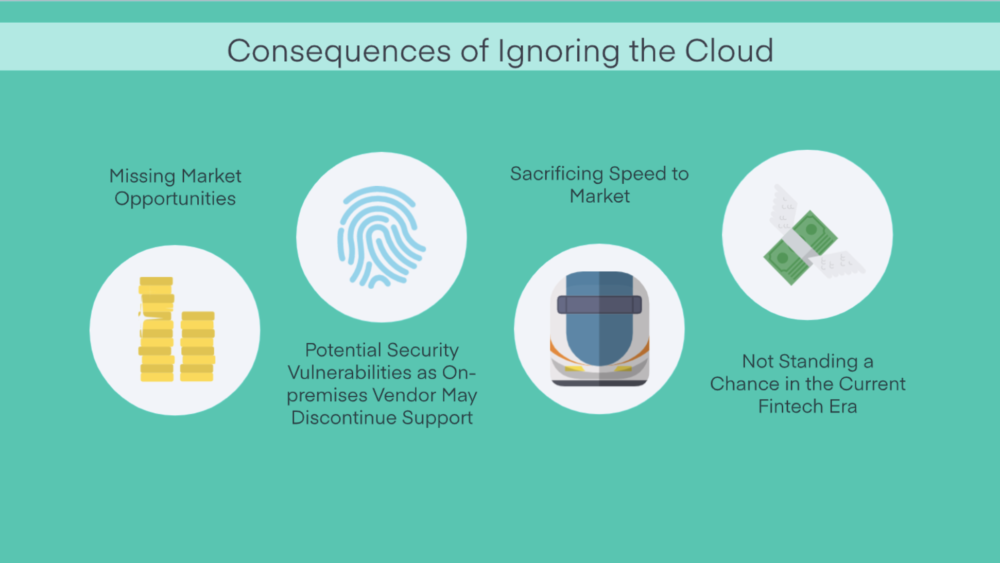 Consequences of Ignoring the Cloud
Missing Market
Opportunities
Potential Security
Vulnerabilities as On-
premises Vendor May
Discontinue Support
Sacrificing Speed to
Market
Not Standing a
Chance in the Current
Fintech Era